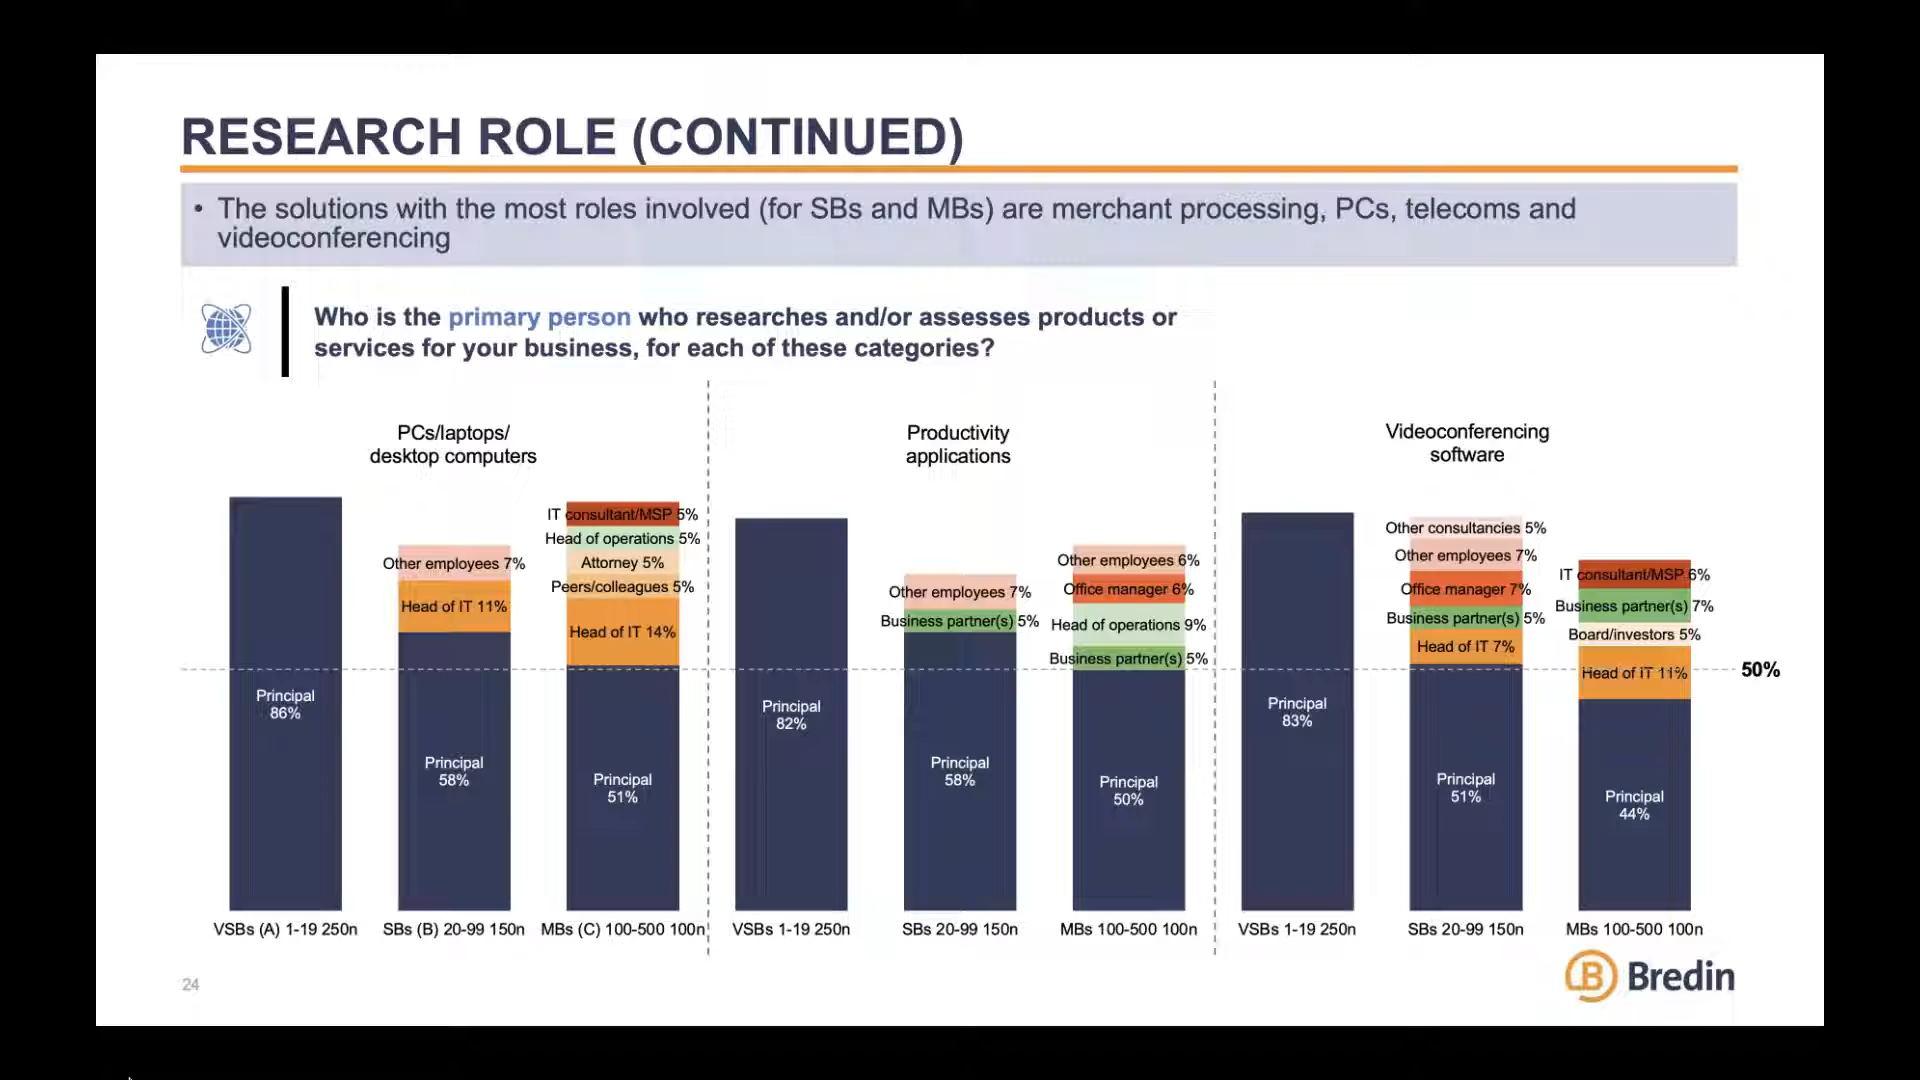 RESEARCH ROLE (CONTINUED)
• The solutions with the most roles involved (for SBs and MBs) are merchant processing, PCs, telecoms and
videoconferencing
Who is the primary person who researches and/or assesses products or
services for your business, for each of these categories?
PCs/laptops/
desktop computers
Principal
86%
VSBs (A) 1-19 250n
Other employees 7%
Head of IT 11%
Principal
58%
SBs (B) 20-99 150n
IT consultant/MSP 5%
Head of operations 5%
Attorney 5%
Peers/colleagues 5%
Head of IT 14%
Principal
51%
MBs (C) 100-500 100n
Productivity
applications
Principal
82%
VSBs 1-19 250n
Other employees 7%
Business partner(s) 5%
Principal
58%
SBs 20-99 150n
Other employees 6%
Office manager 6%
Head of operations 9%
Business partner(s) 5%
Principal
50%
MBs 100-500 100n
Videoconferencing
software
Principal
83%
VSBs 1-19 250n
Other consultancies 5%
Other employees 7%
Office manager 7%
Business partner(s) 5%
Head of IT 7%
Principal
51%
SBs 20-99 150n
IT consultant/MSP 6%
Business partner(s) 7%
Board/investors 5%
Head of IT 11%
Principal
44%
MBs 100-500 100n
50%
24
B Bredin